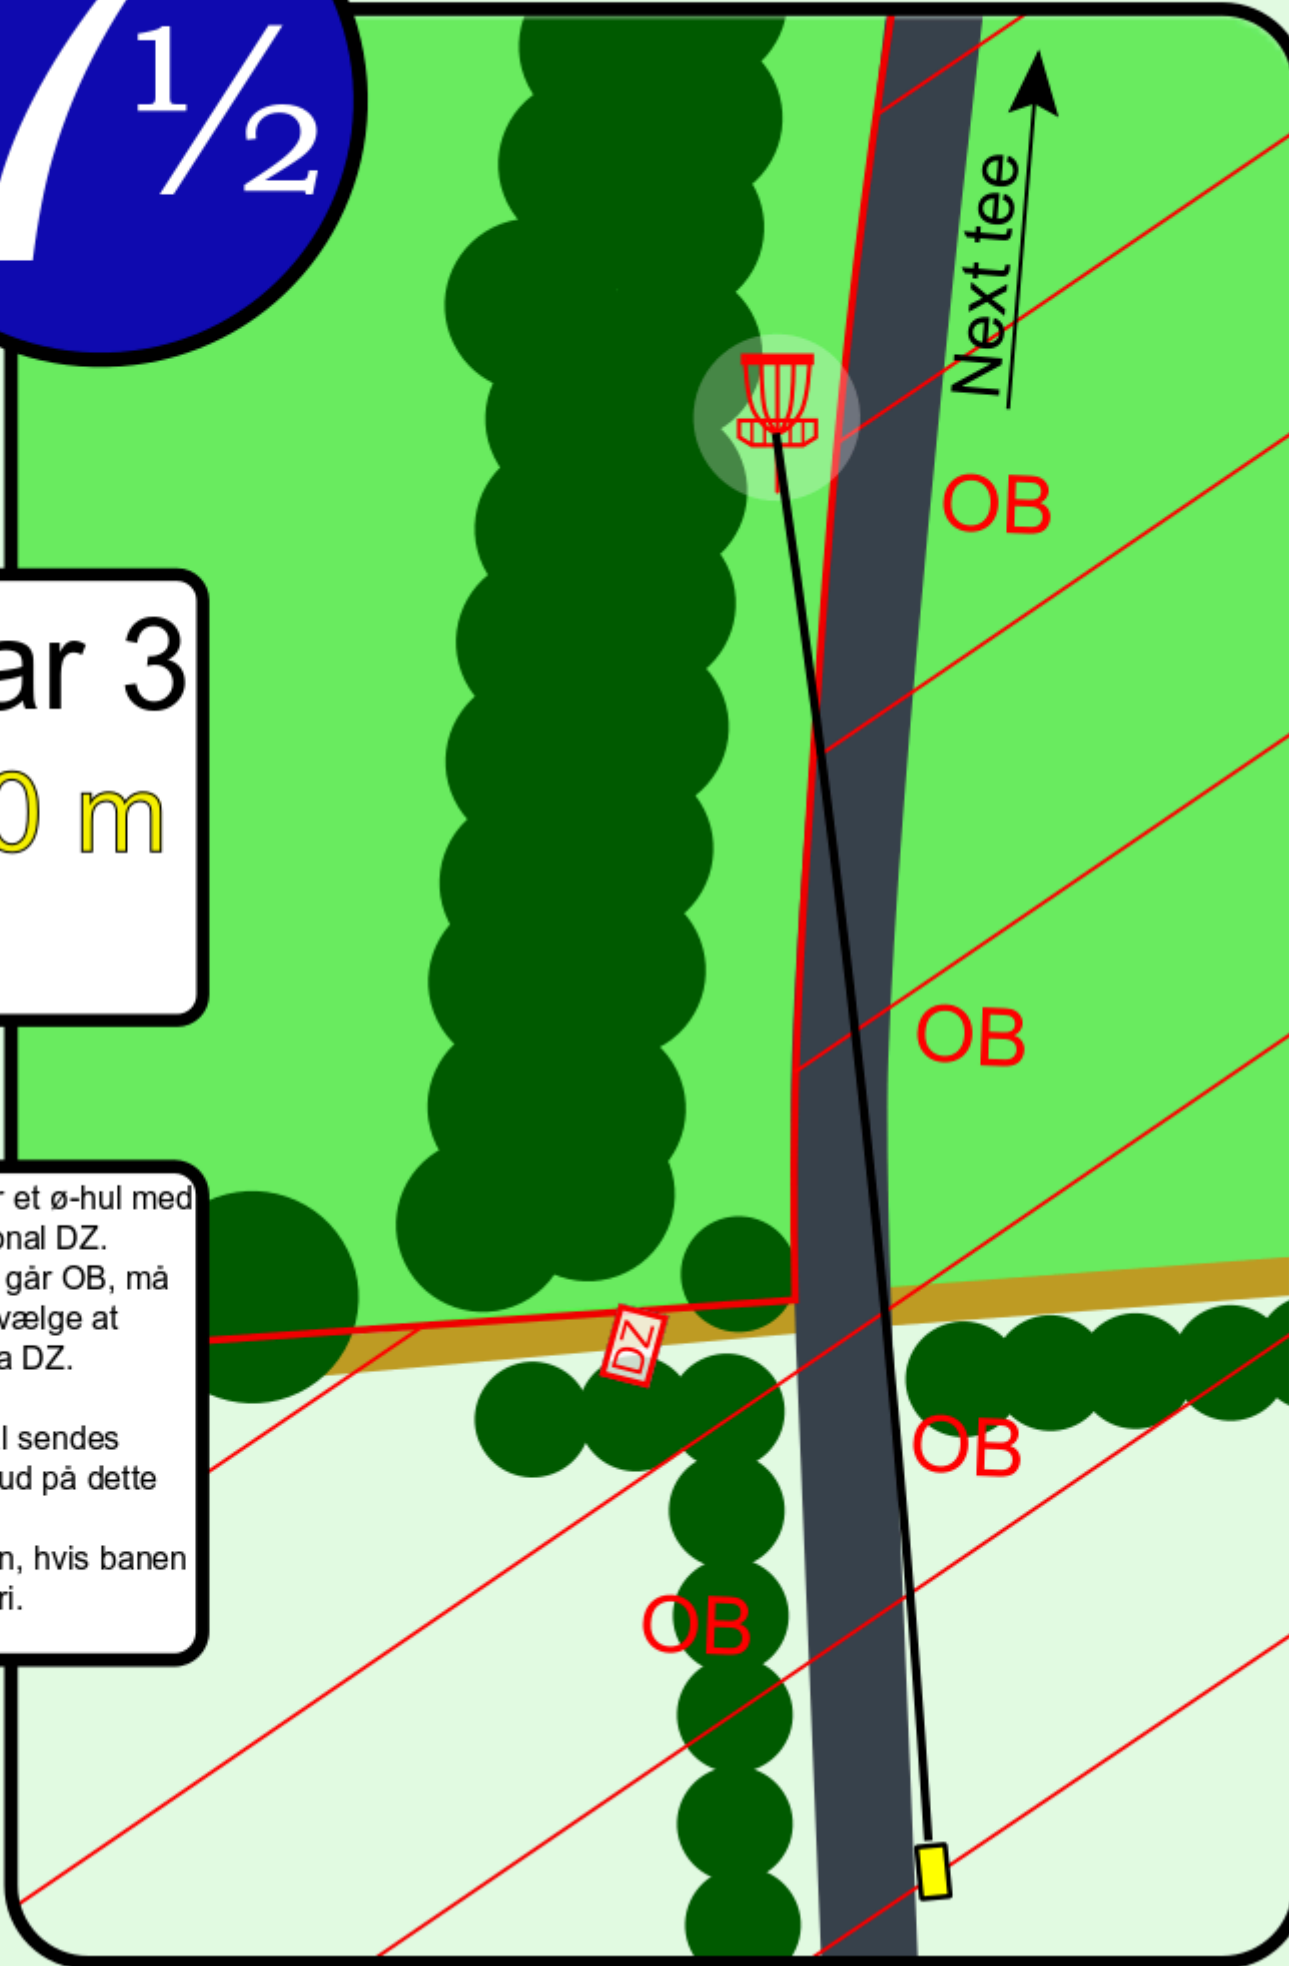 7½
Next tee
OB
ar 3
0 m
OB
r et ø-hul med
onal DZ.
går OB, må
vælge at
a DZ.
l sendes
ud på dette
n, hvis banen
ri.
DZ
OB
OB